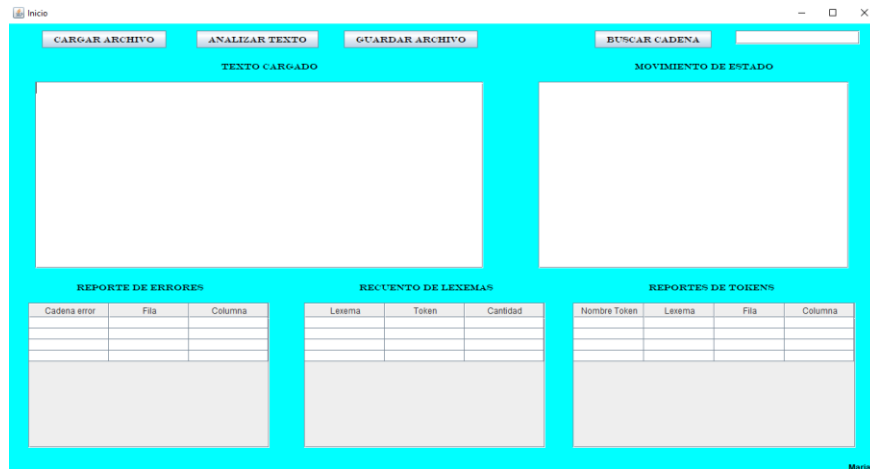 Inicio
CARGAR ARCHIVO ANALIZAR TEXTO GUARDAR ARCHIVO BUSCAR CADENA
TEXTO CARGADO MOVIMIENTO DE ESTADO
REPORTE DE ERRORES RECUENTO DE LEXEMAS REPORTES DE TOKENS
Cadena error Fila Columna Lexema Token Cantidad Nombre Token Lexema Fila Columna
Maria